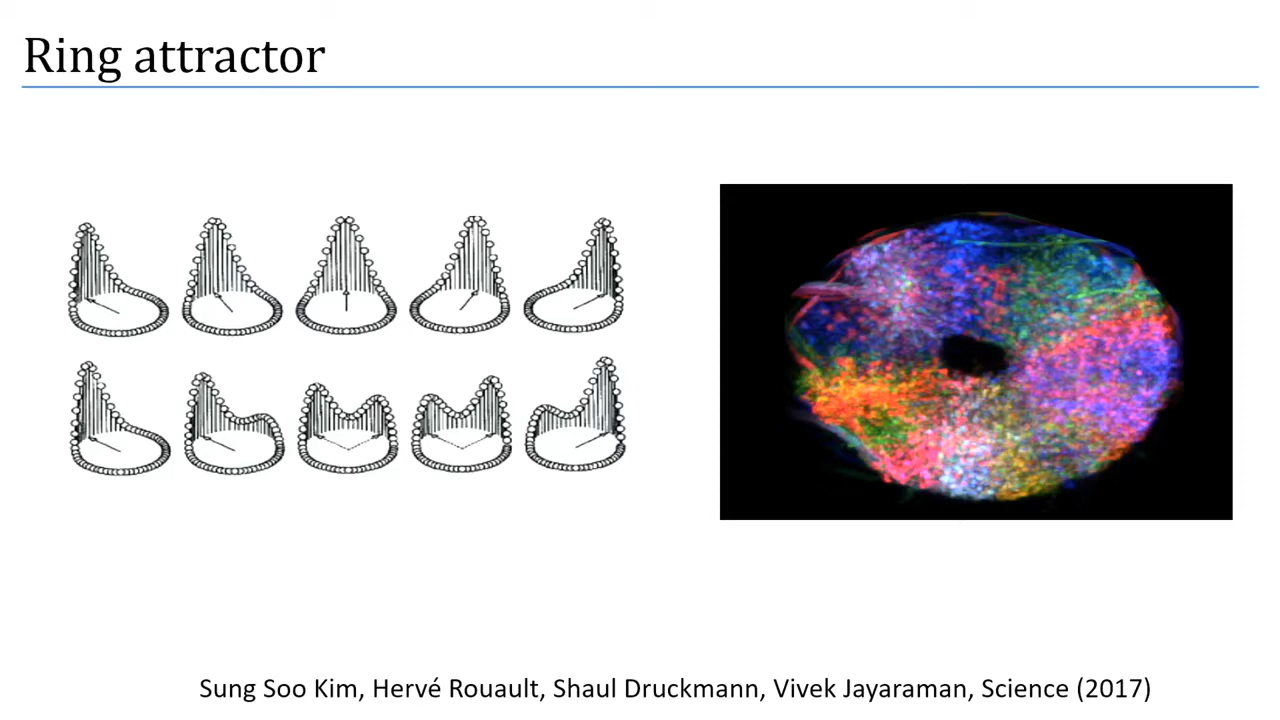 Ring attractor
Sung Soo Kim, Hervé Rouault, Shaul Druckmann, Vivek Jayaraman, Science (2017)